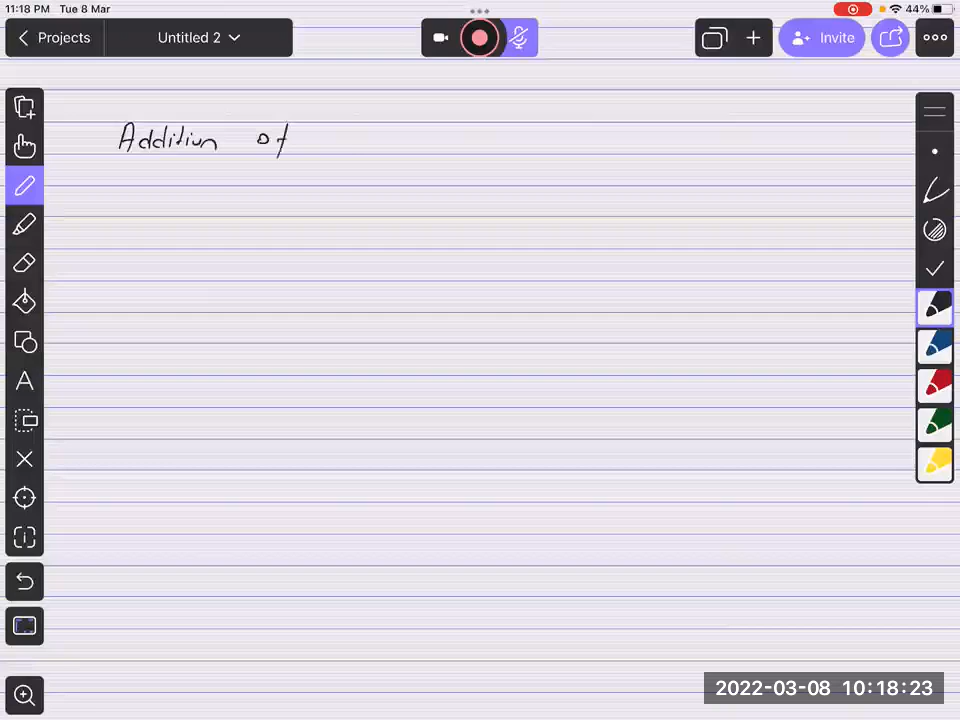 11:18 PM Tue 8 Mar
44%
Projects
Untitled 2
Invite
Addition of
A
2022-03-08 10:18:23